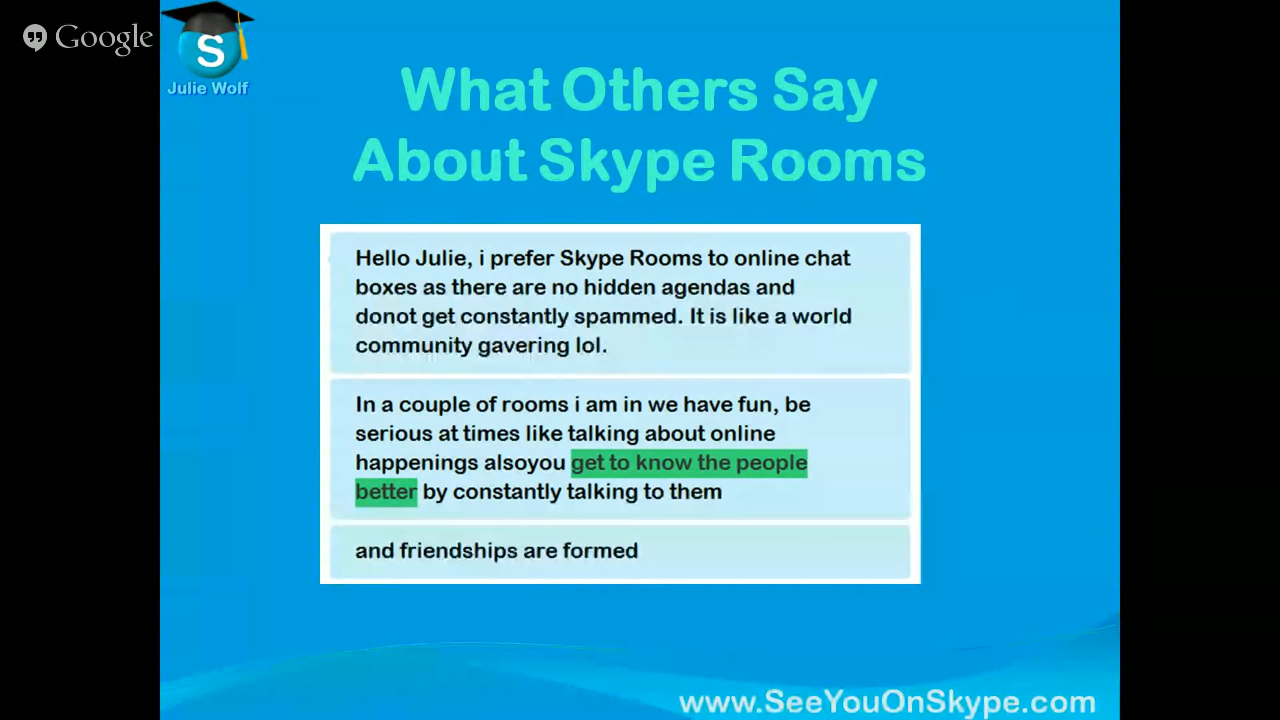 Google
S
Julie Wolf
What Others Say
About Skype Rooms
Hello Julie, i prefer Skype Rooms to online chat
boxes as there are no hidden agendas and
donot get constantly spammed. It is like a world
community gavering lol.
In a couple of rooms i am in we have fun, be
serious at times like talking about online
happenings alsoyou get to know the people
better by constantly talking to them
and friendships are formed
www.SeeYouOnSkype.com